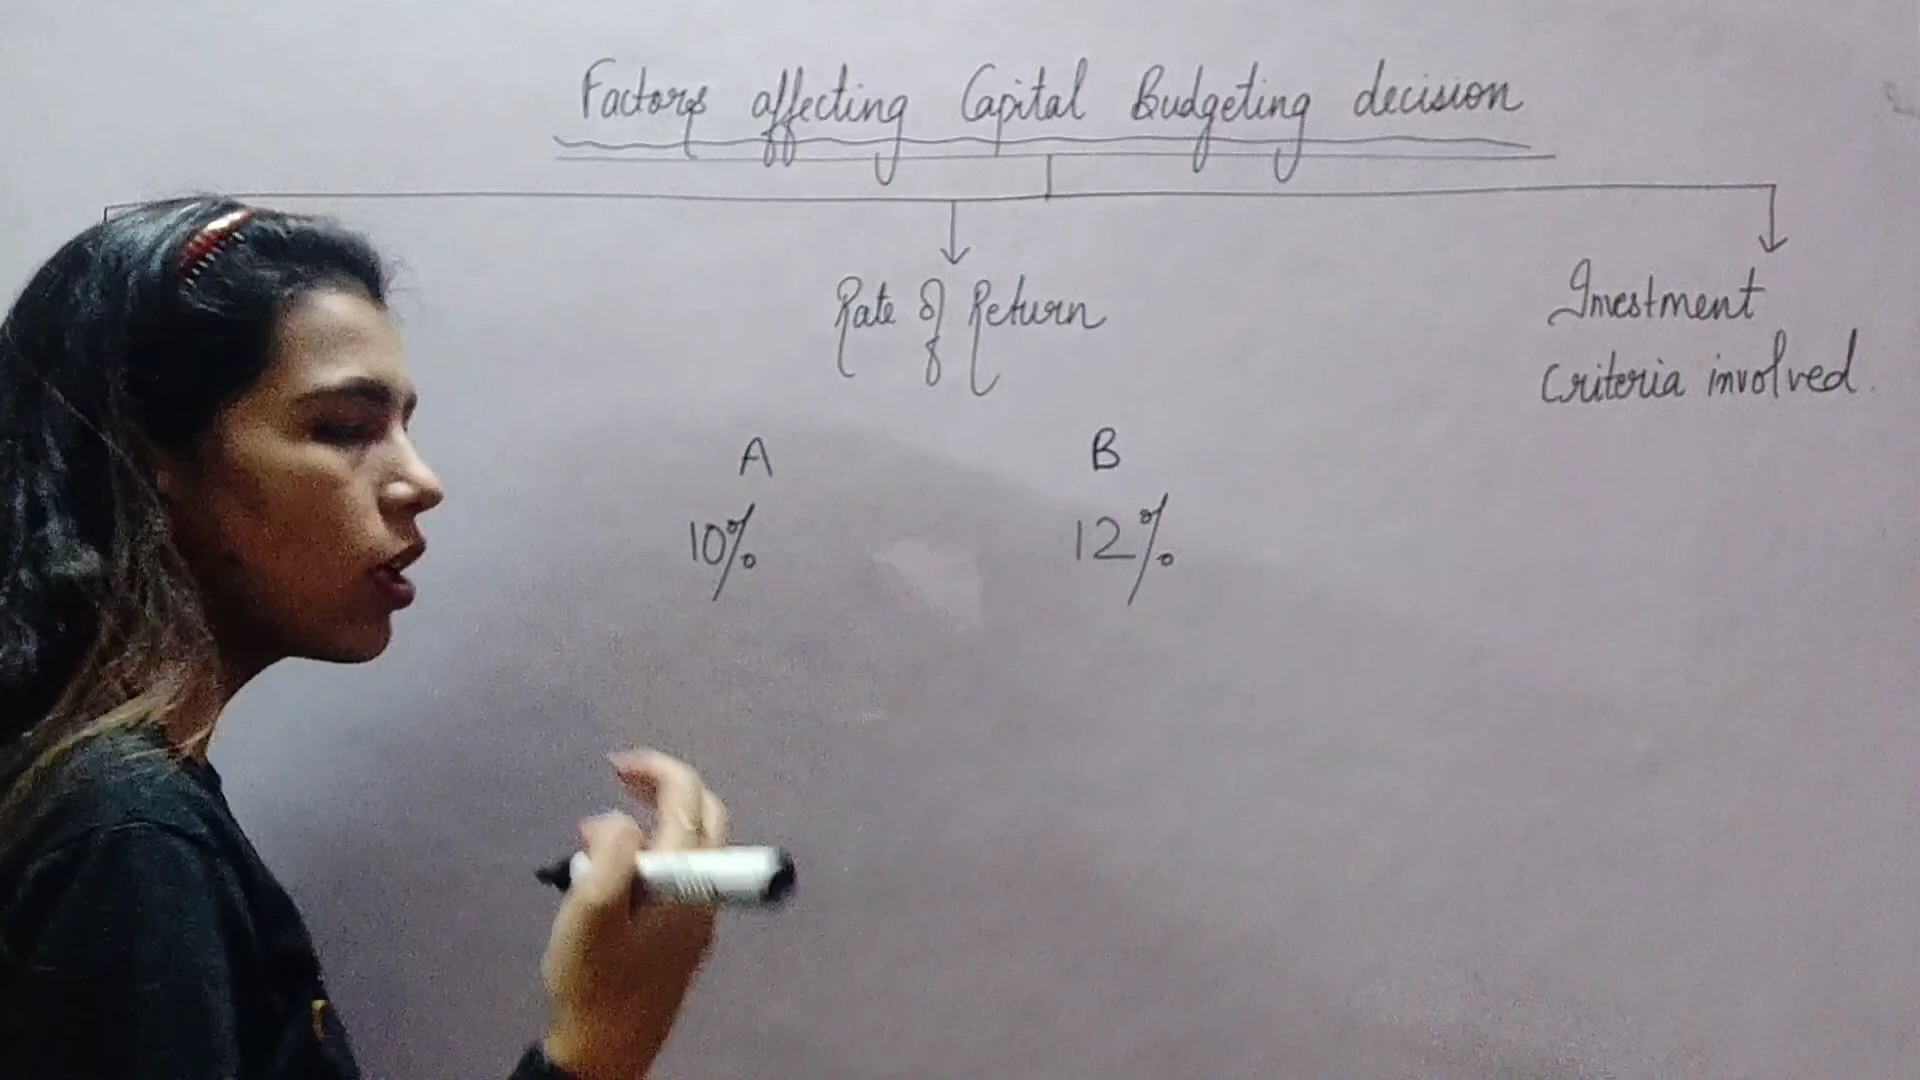 Factors affecting Capital Budgeting decision
Rate of Return
Investment
Criteria involved.
A
B
10%
12%